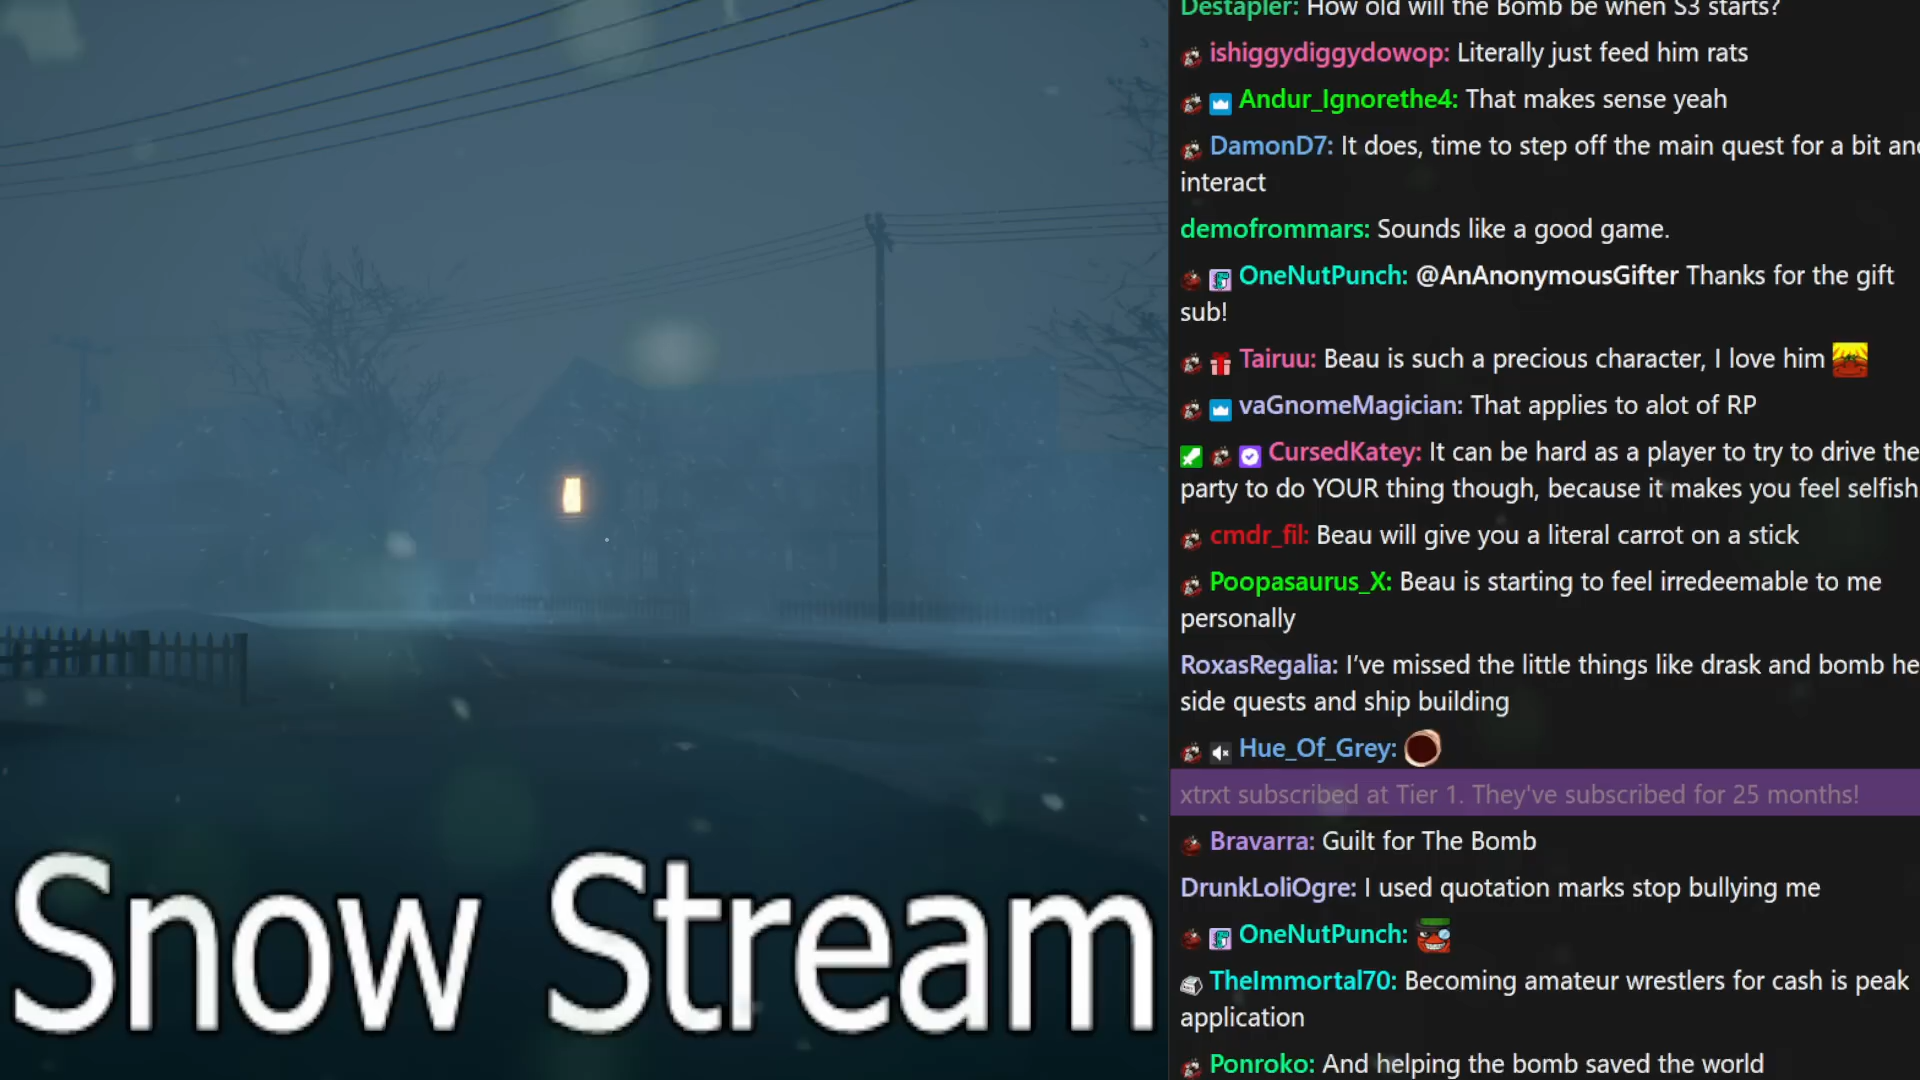 Destapler: How old will the Bomb be when S3 starts?
ishiggydiggydowop: Literally just feed him rats
Andur_Ignorethe4: That makes sense yeah
DamonD7: It does, time to step off the main quest for a bit and
interact
demofrommars: Sounds like a good game.
OneNutPunch: @AnAnonymousGifter Thanks for the gift
sub!
Tairuu: Beau is such a precious character, I love him
vaGnomeMagician: That applies to alot of RP
CursedKatey: It can be hard as a player to try to drive the
party to do YOUR thing though, because it makes you feel selfish
cmdr_fil: Beau will give you a literal carrot on a stick
Poopasaurus_X: Beau is starting to feel irredeemable to me
personally
RoxasRegalia: I’ve missed the little things like drask and bomb he
side quests and ship building
Hue_Of_Grey:
xtrxt subscribed at Tier 1. They've subscribed for 25 months!
Bravarra: Guilt for The Bomb
DrunkLoliOgre: I used quotation marks stop bullying me
OneNutPunch:
TheImmortal70: Becoming amateur wrestlers for cash is peak
application
Ponroko: And helping the bomb saved the world
Snow Stream